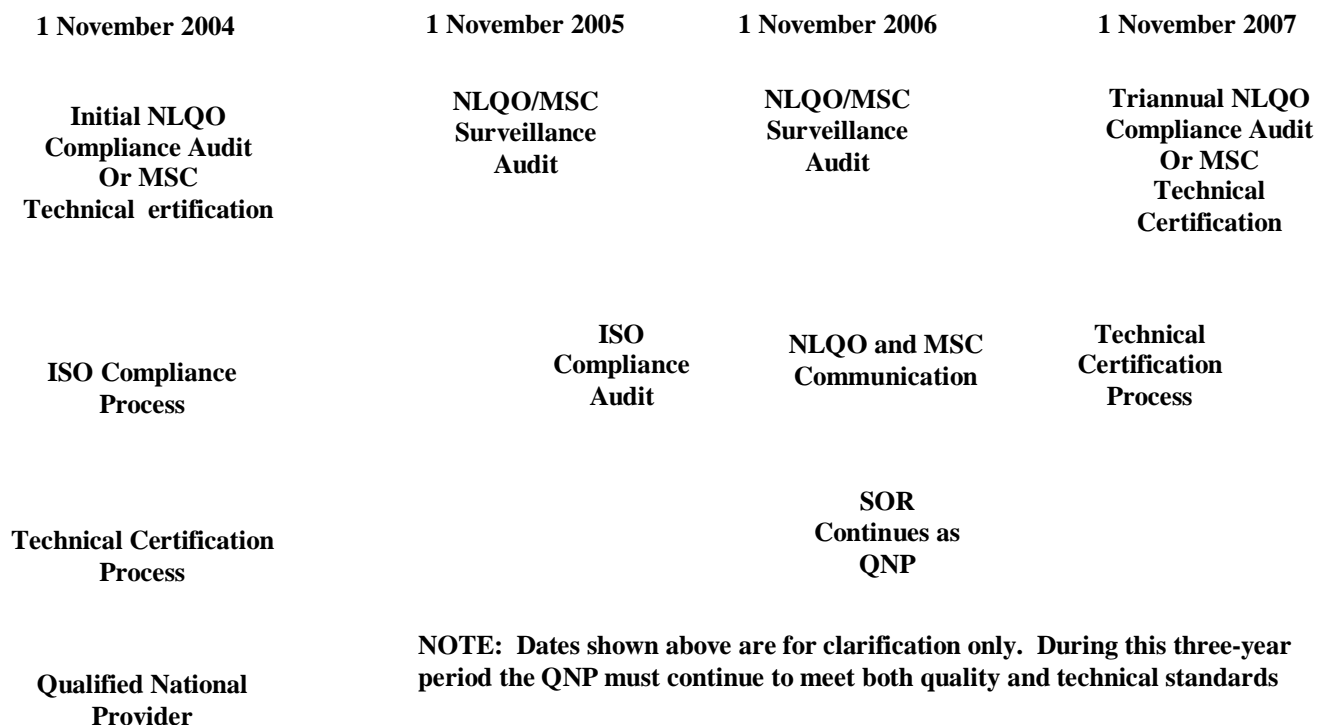 1 November 2004
1 November 2005
1 November 2006
1 November 2007
Initial NLQO
Compliance Audit
Or MSC
Technical ertification
NLQO/MSC
Surveillance
Audit
NLQO/MSC
Surveillance
Audit
Triannual NLQO
Compliance Audit
Or MSC
Technical
Certification
ISO Compliance
Process
ISO
Compliance
Audit
NLQO and MSC
Communication
Technical
Certification
Process
Technical Certification
Process
SOR
Continues as
QNP
Qualified National
Provider
NOTE:  Dates shown above are for clarification only.  During this three-year
period the QNP must continue to meet both quality and technical standards